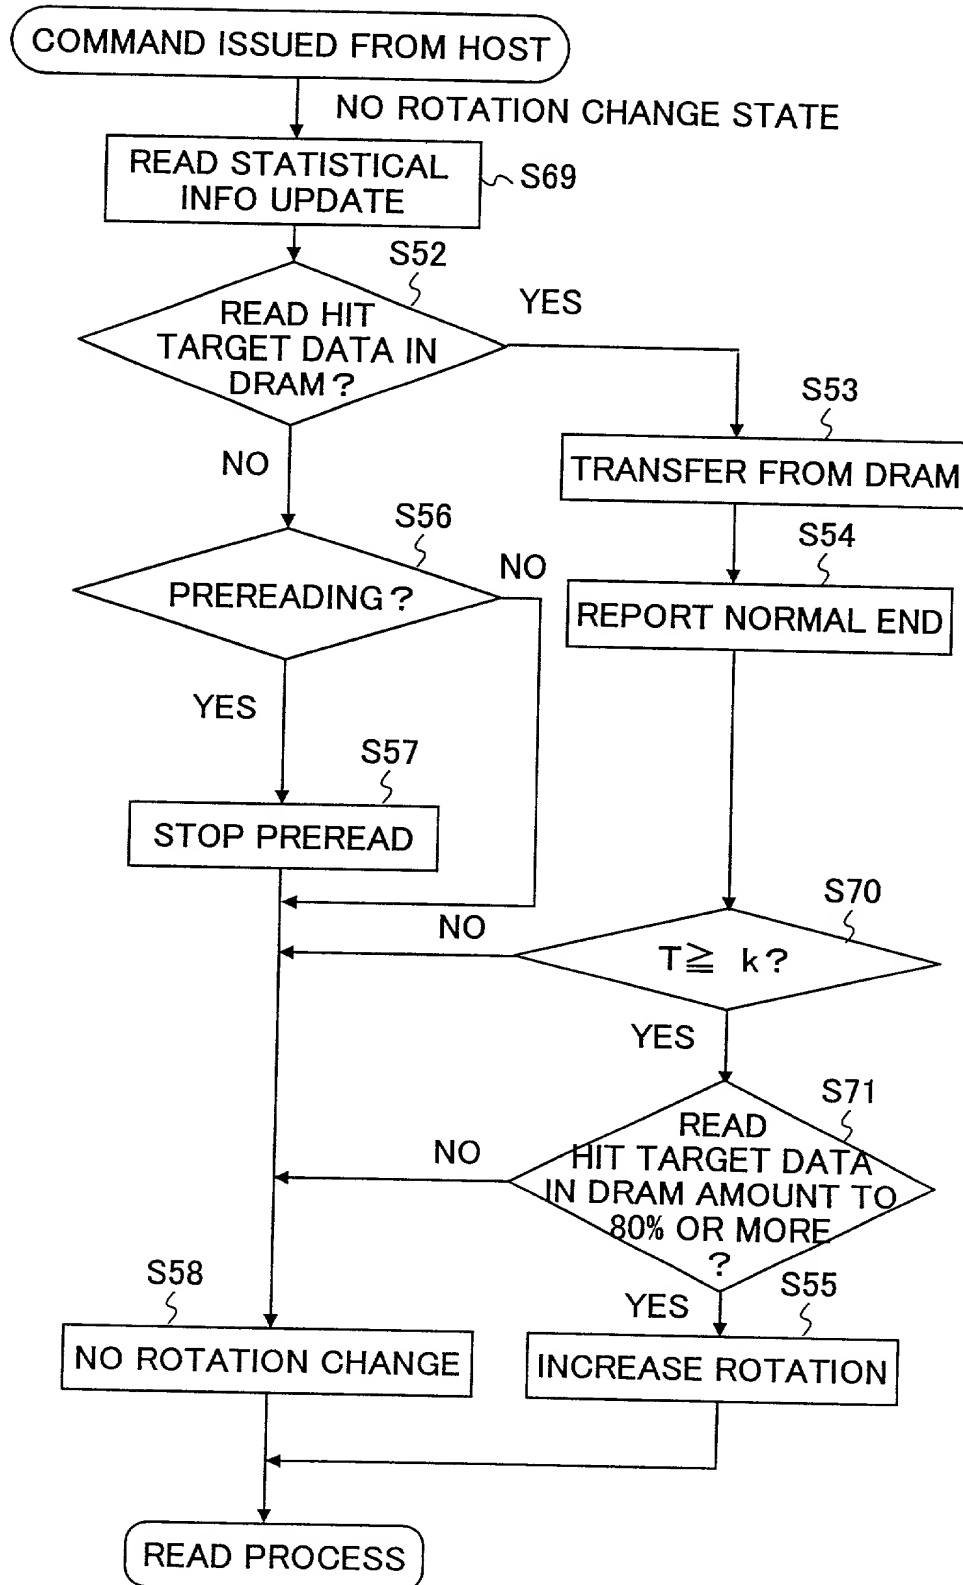 COMMAND ISSUED FROM HOST
NO ROTATION CHANGE STATE
READ STATISTICAL
INFO UPDATE
S69
S52
READ HIT
TARGET DATA IN
DRAM?
YES
NO
S53
TRANSFER FROM DRAM
S54
REPORT NORMAL END
S56
PREREADING?
NO
YES
S57
STOP PREREAD
S70
T≧ k?
NO
YES
S71
READ
HIT TARGET DATA
IN DRAM AMOUNT TO
80% OR MORE
?
NO
YES
S58
NO ROTATION CHANGE
S55
INCREASE ROTATION
READ PROCESS